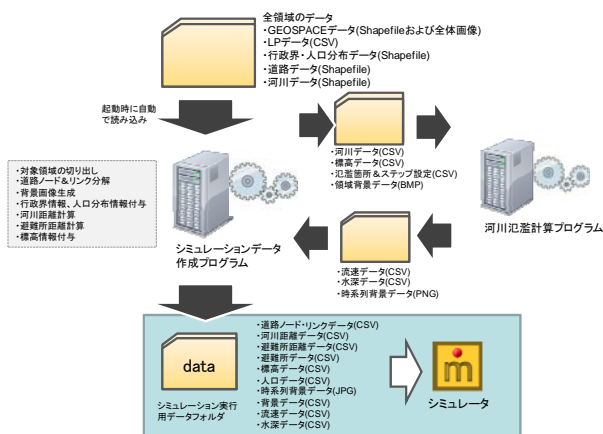 全領域のデータ
・GEOSPACEデータ(Shapefileおよび全体画像)
・LPデータ(CSV)
・行政界・人口分布データ(Shapefile)
・道路データ(Shapefile)
・河川データ(Shapefile)
起動時に自動
で読み込み
・河川データ(CSV)
・標高データ(CSV)
・氾濫箇所&ステップ設定(CSV)
・領域背景データ(BMP)
・対象領域の切り出し
・道路ノード&リンク分解
・背景画像生成
・行政界情報、人口分布情報付与
・河川距離計算
・避難所距離計算
・標高情報付与
シミュレーションデータ
作成プログラム
河川氾濫計算プログラム
・流速データ(CSV)
・水深データ(CSV)
・時系列背景データ(PNG)
data
シミュレーション実行
用データフォルダ
・道路ノード・リンクデータ(CSV)
・河川距離データ(CSV)
・避難所距離データ(CSV)
・避難所データ(CSV)
・標高データ(CSV)
・人口データ(CSV)
・時系列背景データ(JPG)
・背景データ(CSV)
・流速データ(CSV)
・水深データ(CSV)
m
シミュレータ